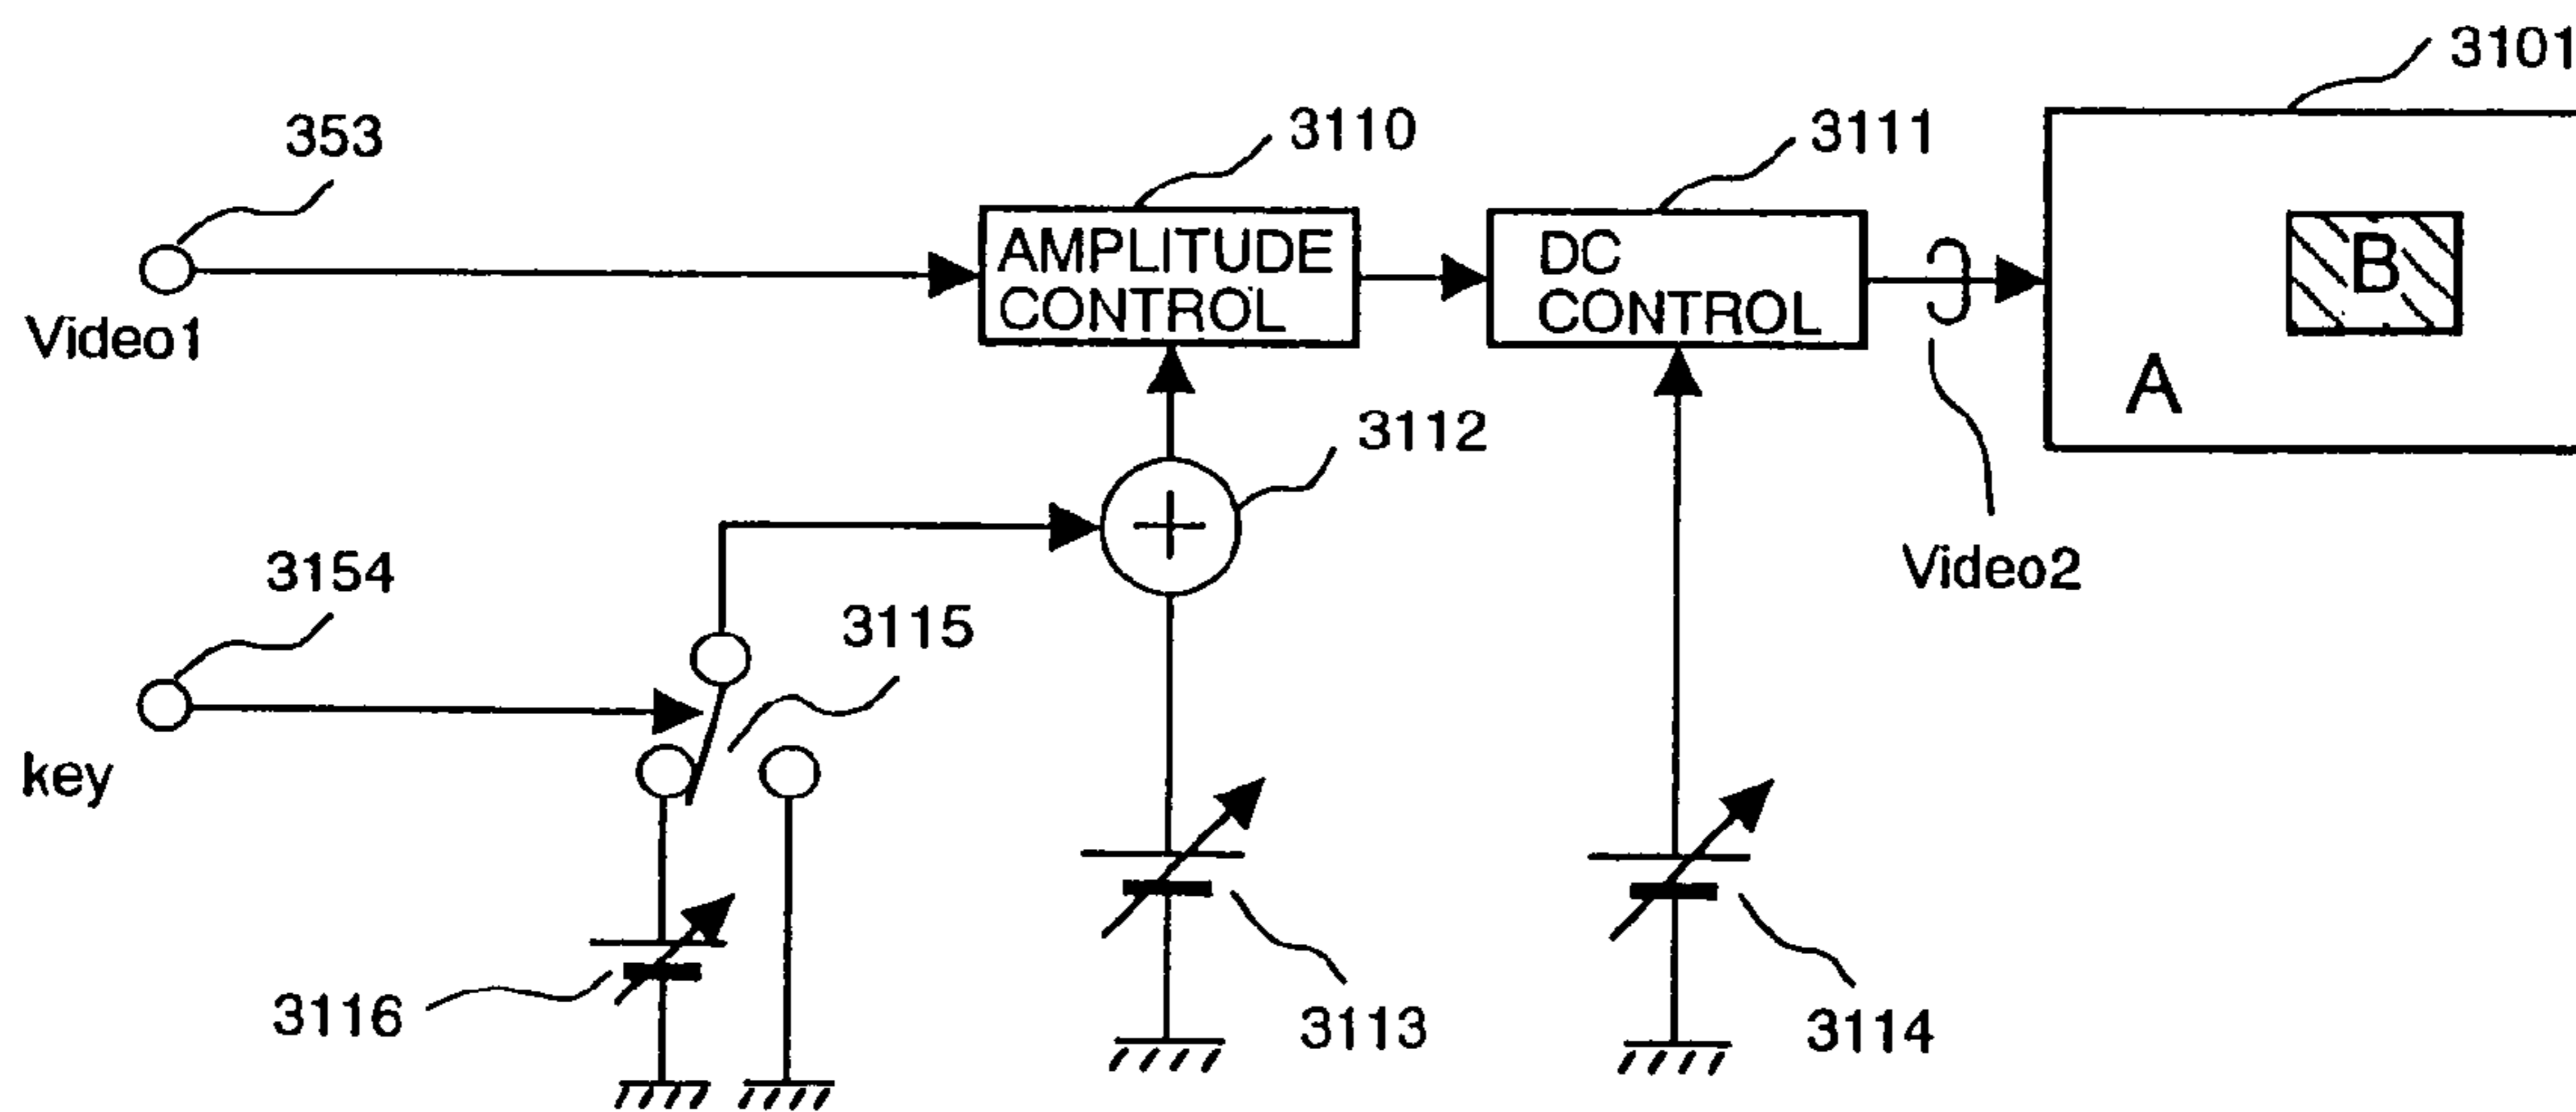 3101
353
3110
3111
AMPLITUDE
CONTROL
DC
CONTROL
B
A
Video1
3112
Video2
3154
3115
key
3116
3113
3114